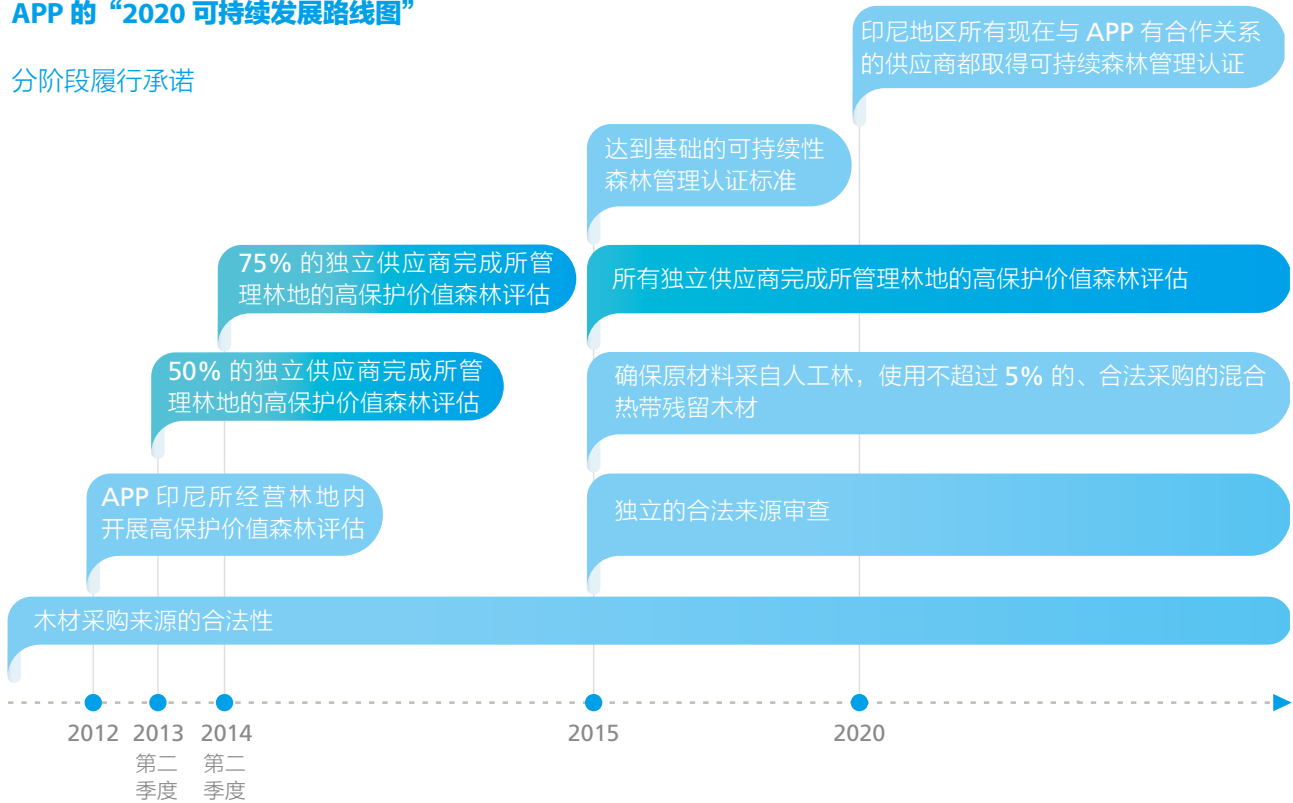 APP 的“2020 可持续发展路线图”
分阶段履行承诺
印尼地区所有现在与 APP 有合作关系
的供应商都取得可持续森林管理认证
达到基础的可持续性
森林管理认证标准
75% 的独立供应商完成所管
理林地的高保护价值森林评估
所有独立供应商完成所管理林地的高保护价值森林评估
50% 的独立供应商完成所管
理林地的高保护价值森林评估
确保原材料采自人工林，使用不超过 5% 的、合法采购的混合
热带残留木材
APP 印尼所经营林地内
开展高保护价值森林评估
独立的合法来源审查
木材采购来源的合法性
2012 2013 2014 2015 2020
第二 第二
季度 季度